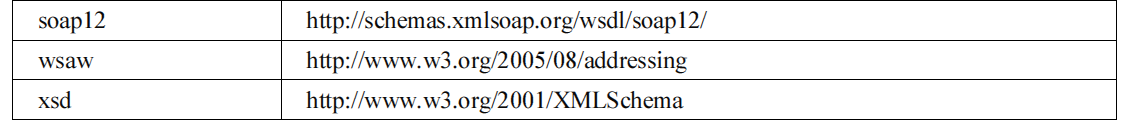 soap12 http://schemas.xmlsoap.org/wsdl/soap12/
wsaw http://www.w3.org/2005/08/addressing
xsd http://www.w3.org/2001/XMLSchema